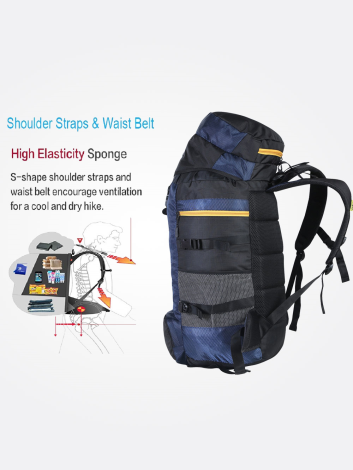 Shoulder Straps & Waist Belt
High Elasticity Sponge
S-shape shoulder straps and
waist belt encourage ventilation
for a cool and dry hike.